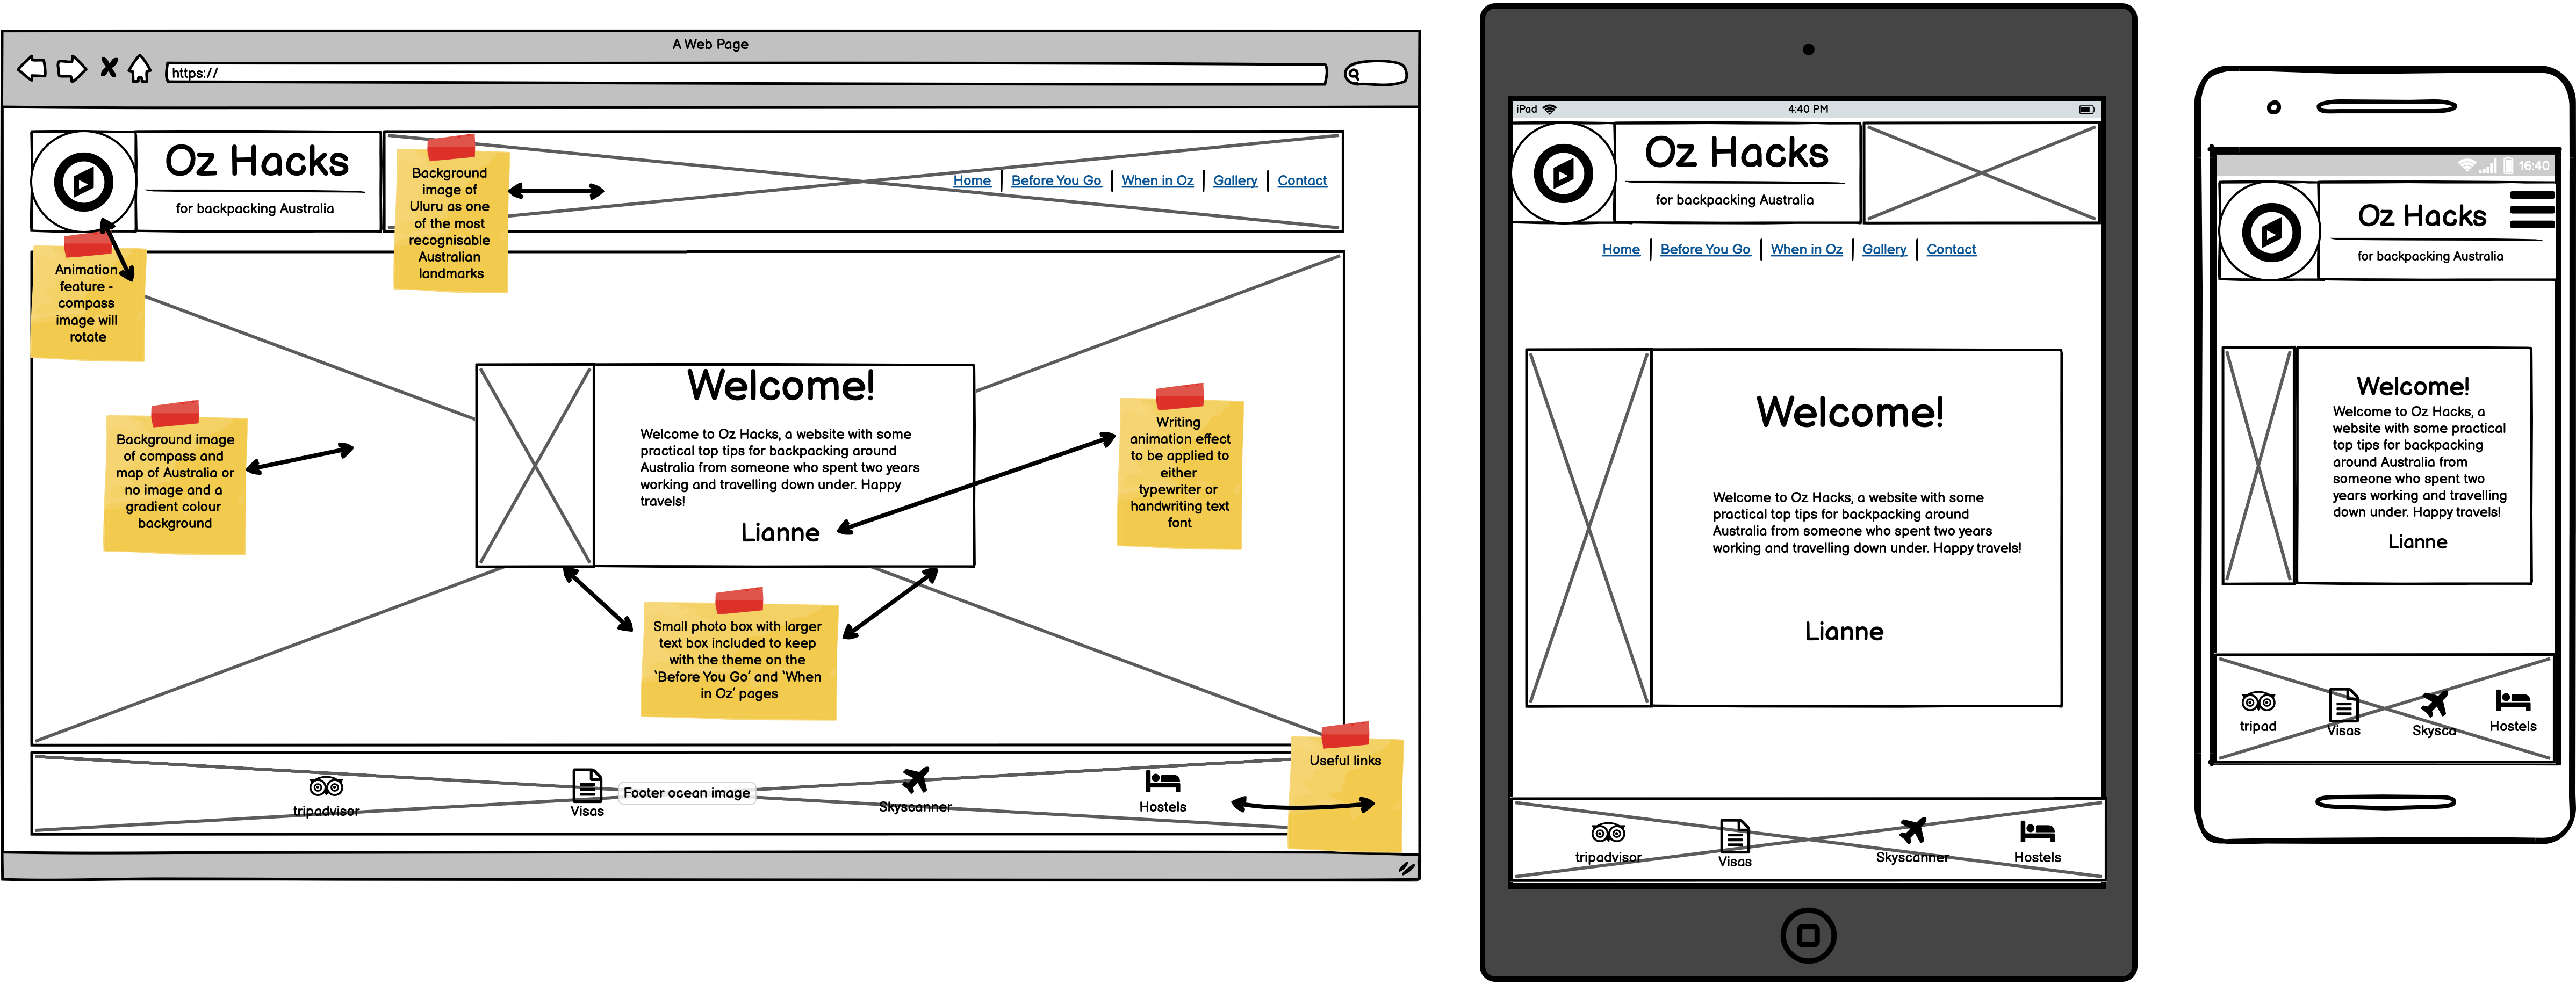 A Web Page
https://
Oz Hacks
for backpacking Australia
Home
Before You Go
When in Oz
Gallery
Contact
Background
image of
Uluru as one
of the most
recognisable
Australian
landmarks
Animation
feature -
compass
image will
rotate
Background image
of compass and
map of Australia or
no image and a
gradient colour
background
Welcome!
Welcome to Oz Hacks, a website with some
practical top tips for backpacking around
Australia from someone who spent two years
working and travelling down under. Happy
travels!
Lianne
Writing
animation effect
to be applied to
either
typewriter or
handwriting text
font
Small photo box with larger
text box included to keep
with the theme on the
'Before You Go' and 'When
in Oz' pages
Useful links
tripadvisor
Visas
Footer ocean image
Skyscanner
Hostels
iPad
4:40 PM
Oz Hacks
for backpacking Australia
Home
Before You Go
When in Oz
Gallery
Contact
Welcome!
Welcome to Oz Hacks, a website with some
practical top tips for backpacking around
Australia from someone who spent two years
working and travelling down under. Happy travels!
Lianne
tripadvisor
Visas
Skyscanner
Hostels
16:40
Oz Hacks
for backpacking Australia
Welcome!
Welcome to Oz Hacks, a
website with some practical
top tips for backpacking
around Australia from
someone who spent two
years working and travelling
down under. Happy travels!
Lianne
tripad
Visas
Skysca
Hostels